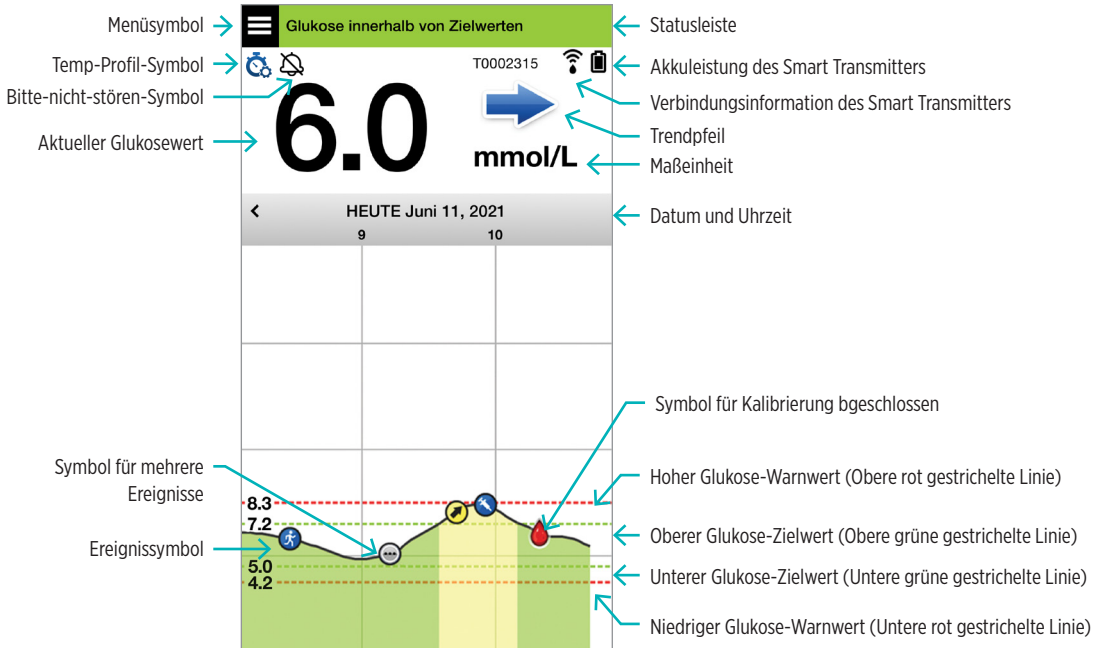 Menüsymbol
Glukose innerhalb von Zielwerten
Statusleiste
Temp-Profil-Symbol
T0002315
Akkuleistung des Smart Transmitters
Bitte-nicht-stören-Symbol
Verbindungsinformation des Smart Transmitters
Aktueller Glukosewert
6.0
Trendpfeil
mmol/L
Maßeinheit
HEUTE Juni 11, 2021
Datum und Uhrzeit
9
10
Symbol für Kalibrierung bgeschlossen
Symbol für mehrere
Ereignisse
Hoher Glukose-Warnwert (Obere rot gestrichelte Linie)
8.3
7.2
Oberer Glukose-Zielwert (Obere grüne gestrichelte Linie)
Ereignissymbol
5.0
Unterer Glukose-Zielwert (Untere grüne gestrichelte Linie)
4.2
Niedriger Glukose-Warnwert (Untere rot gestrichelte Linie)